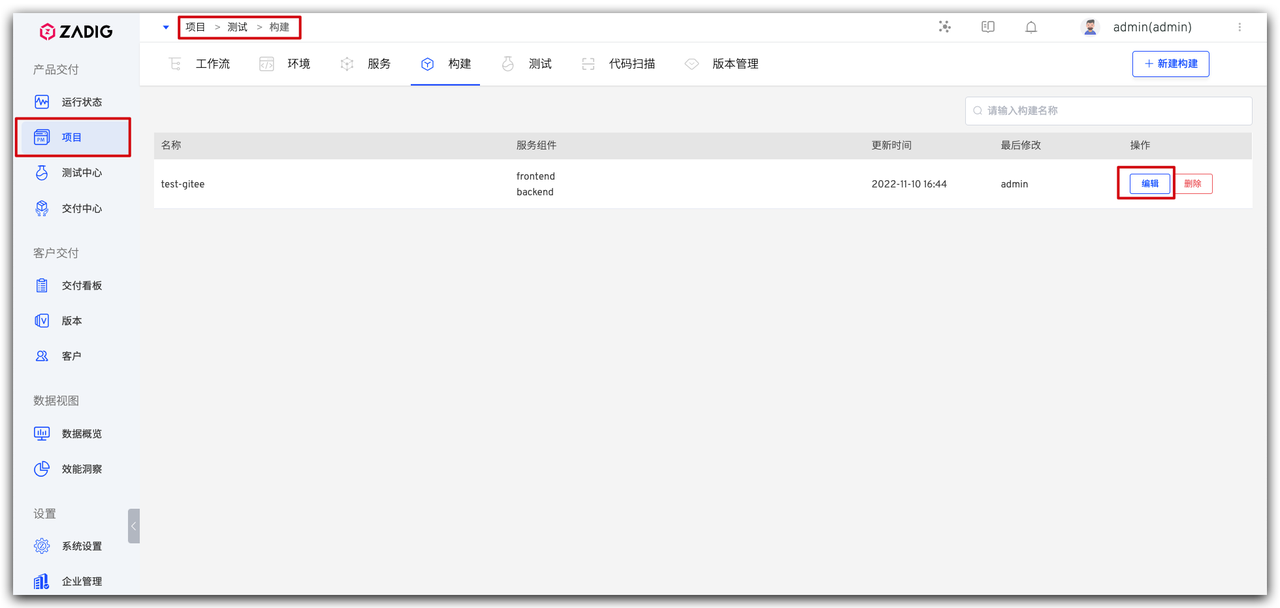 ZADIG
项目 > 测试 > 构建
admin(admin)
产品交付
运行状态
项目
测试中心
交付中心
客户交付
交付看板
版本
客户
数据视图
数据概览
效能洞察
设置
系统设置
企业管理
工作流 环境 服务 构建 测试 代码扫描 版本管理
+ 新建构建
请输入构建名称
名称 服务组件 更新时间 最后修改 操作
test-gitee frontend 2022-11-10 16:44 admin 编辑 删除
backend